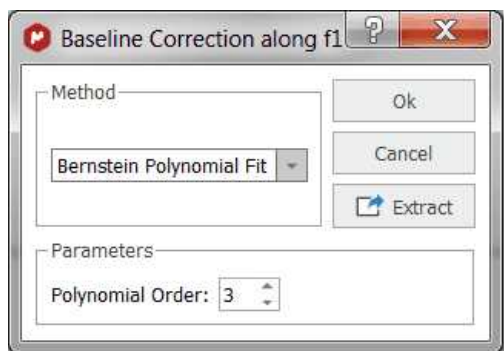 Baseline Correction along f1
Method
Bernstein Polynomial Fit
Ok
Cancel
Extract
Parameters
Polynomial Order: 3